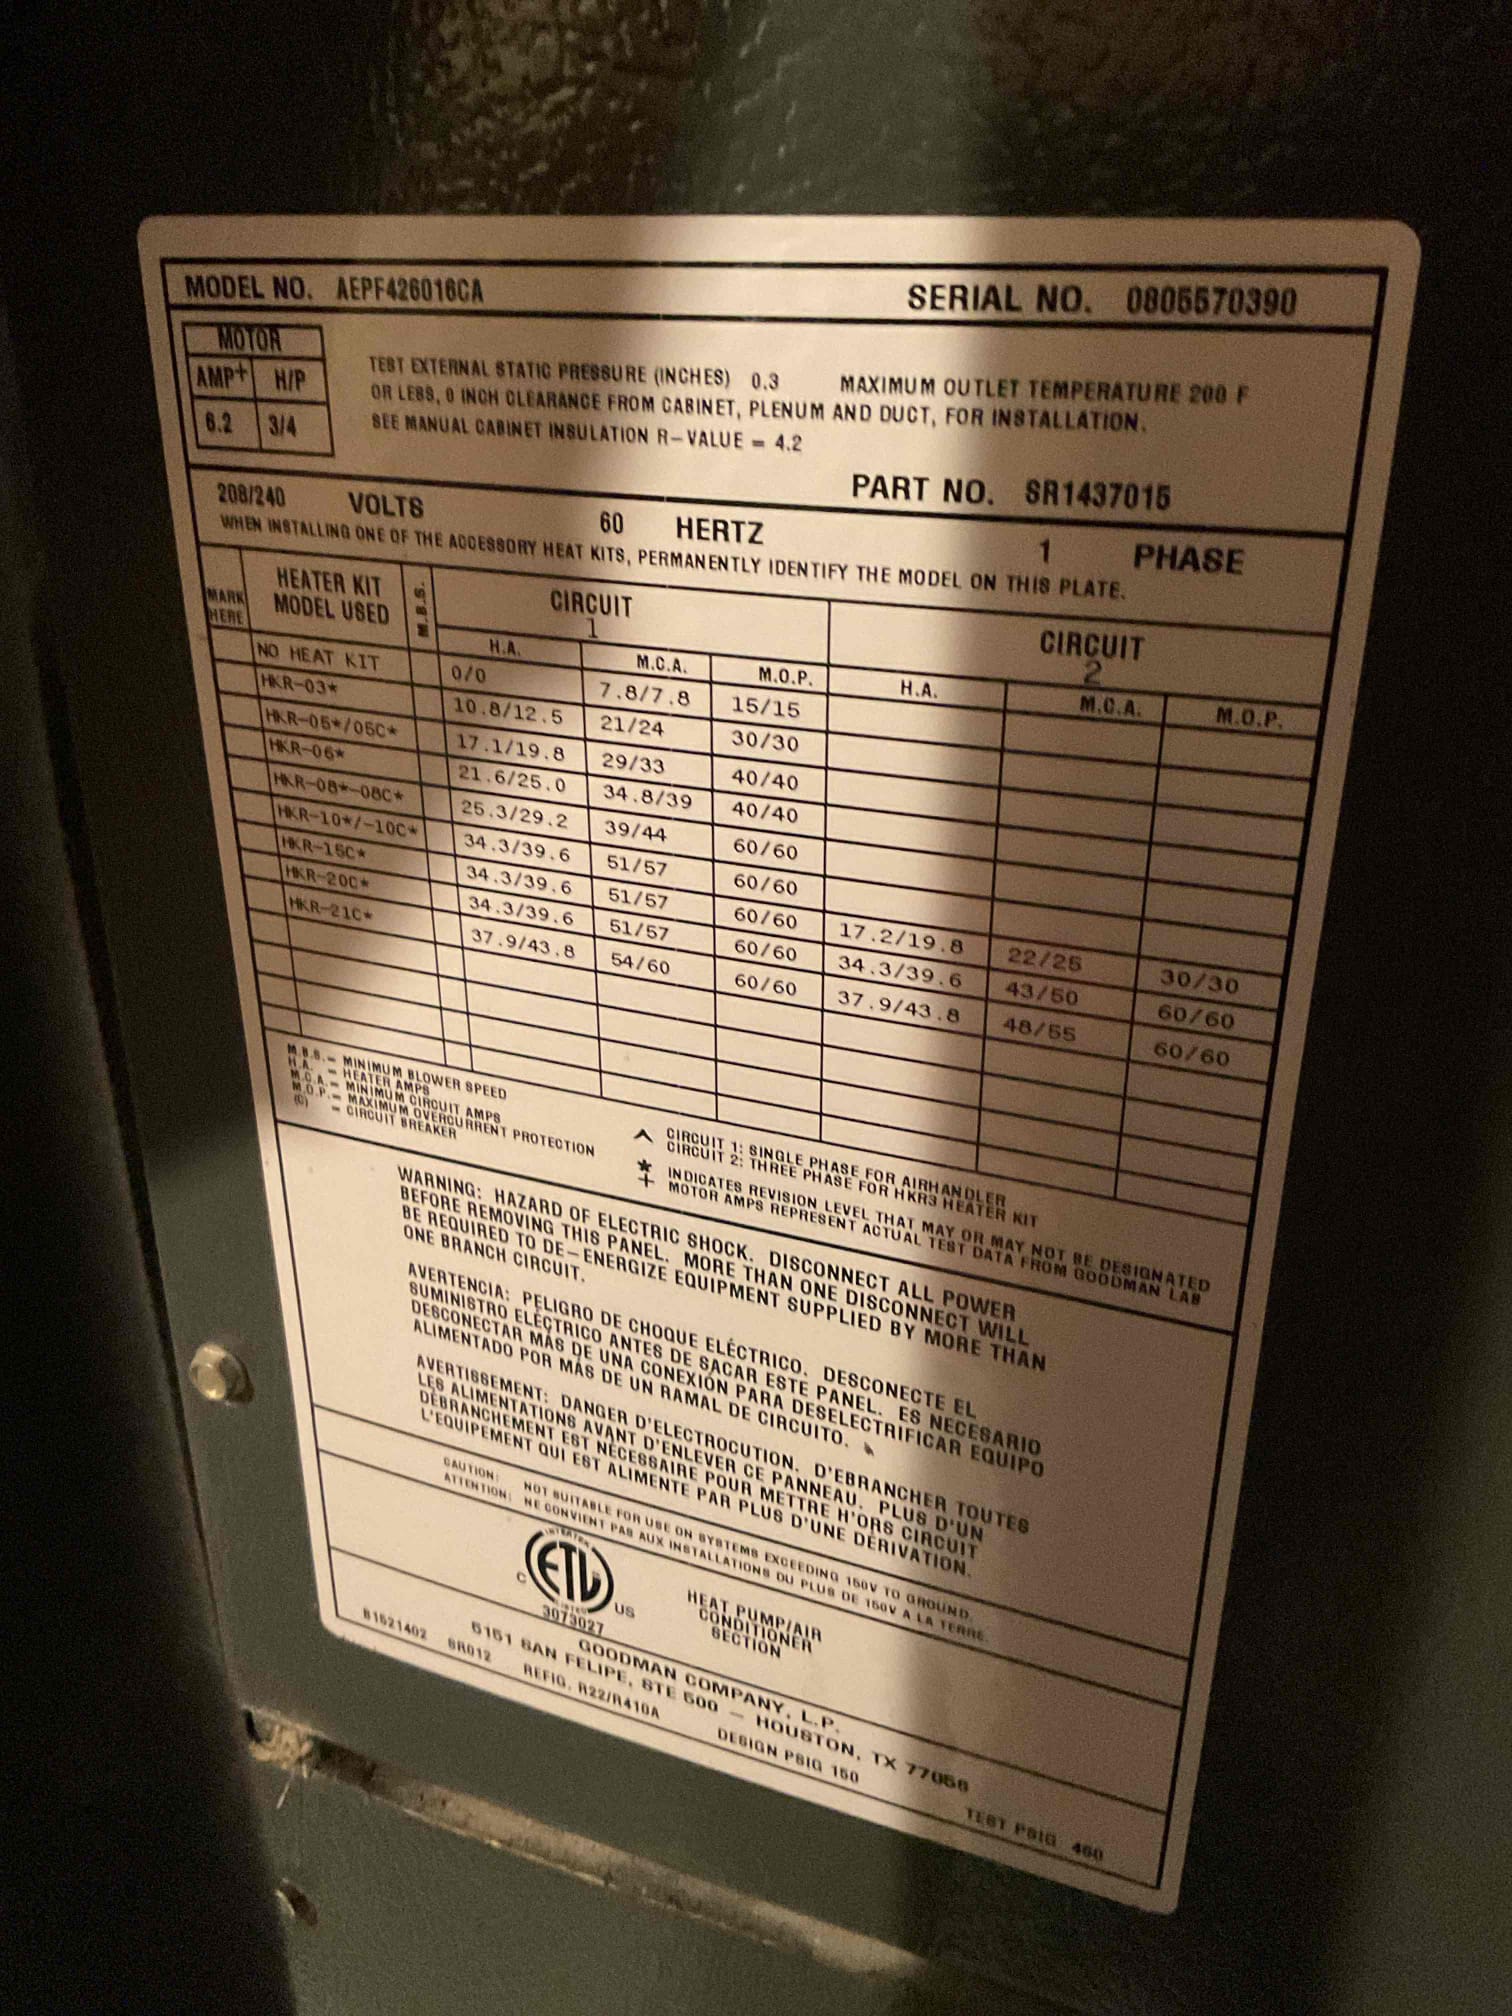 MODEL NO. AEPF426016CA SERIAL NO. 0805570390
MOTOR
AMP+ H/P
6.2 3/4
TEST EXTERNAL STATIC PRESSURE (INCHES) 0.3 MAXIMUM OUTLET TEMPERATURE 200 F
OR LESS, 0 INCH CLEARANCE FROM CABINET, PLENUM AND DUCT, FOR INSTALLATION.
SEE MANUAL CABINET INSULATION R-VALUE = 4.2
PART NO. SR1437015
208/240 VOLTS 60 HERTZ 1 PHASE
WHEN INSTALLING ONE OF THE ACCESSORY HEAT KITS, PERMANENTLY IDENTIFY THE MODEL ON THIS PLATE.
MARK HERE HEATER KIT MODEL USED M.B.S. CIRCUIT 1 CIRCUIT 2
H.A. M.C.A. M.O.P. H.A. M.C.A. M.O.P.
NO HEAT KIT 0/0 7.8/7.8 15/15
HKR-03* 10.8/12.5 21/24 30/30
HKR-05*/05C* 17.1/19.8 29/33 40/40
HKR-06* 21.6/25.0 34.8/39 40/40
HKR-08*-08C* 25.3/29.2 39/44 60/60
HKR-10*/-10C* 34.3/39.6 51/57 60/60
HKR-15C* 34.3/39.6 51/57 60/60 17.2/19.8 22/25 30/30
HKR-20C* 34.3/39.6 51/57 60/60 34.3/39.6 43/50 60/60
HKR-21C* 37.9/43.8 54/60 60/60 37.9/43.8 48/55 60/60
M.B.S. – MINIMUM BLOWER SPEED
H.A. = HEATER AMPS
M.C.A. – MINIMUM CIRCUIT AMPS
M.O.P. – MAXIMUM OVERCURRENT PROTECTION
(C) = CIRCUIT BREAKER
^ CIRCUIT 1: SINGLE PHASE FOR AIRHANDLER
CIRCUIT 2: THREE PHASE FOR HKR3 HEATER KIT
* INDICATES REVISION LEVEL THAT MAY OR MAY NOT BE DESIGNATED
+ MOTOR AMPS REPRESENT ACTUAL TEST DATA FROM GOODMAN LAB
WARNING: HAZARD OF ELECTRIC SHOCK. DISCONNECT ALL POWER
BEFORE REMOVING THIS PANEL. MORE THAN ONE DISCONNECT WILL
BE REQUIRED TO DE-ENERGIZE EQUIPMENT SUPPLIED BY MORE THAN
ONE BRANCH CIRCUIT.
AVERTENCIA: PELIGRO DE CHOQUE ELÉCTRICO. DESCONECTE EL
SUMINISTRO ELÉCTRICO ANTES DE SACAR ESTE PANEL. ES NECESARIO
DESCONECTAR MÁS DE UNA CONEXIÓN PARA DESELECTRIFICAR EQUIPO
ALIMENTADO POR MÁS DE UN RAMAL DE CIRCUITO.
AVERTISSEMENT: DANGER D'ELECTROCUTION. D'EBRANCHER TOUTES
LES ALIMENTATIONS AVANT D'ENLEVER CE PANNEAU. PLUS D'UN
DÉBRANCHEMENT EST NÉCESSAIRE POUR METTRE H'ORS CIRCUIT
L'EQUIPEMENT QUI EST ALIMENTE PAR PLUS D'UNE DÉRIVATION.
CAUTION: NOT SUITABLE FOR USE ON SYSTEMS EXCEEDING 150V TO GROUND.
ATTENTION: NE CONVIENT PAS AUX INSTALLATIONS DU PLUS DE 150V A LA TERRE.
INTERTEK
ETL
LISTED
C US
3073027
HEAT PUMP/AIR
CONDITIONER
SECTION
GOODMAN COMPANY, L.P.
5151 SAN FELIPE, STE 500 – HOUSTON, TX 77056
B1521402 SR012 REFIG. R22/R410A DESIGN PSIG 150 TEST PSIG 450